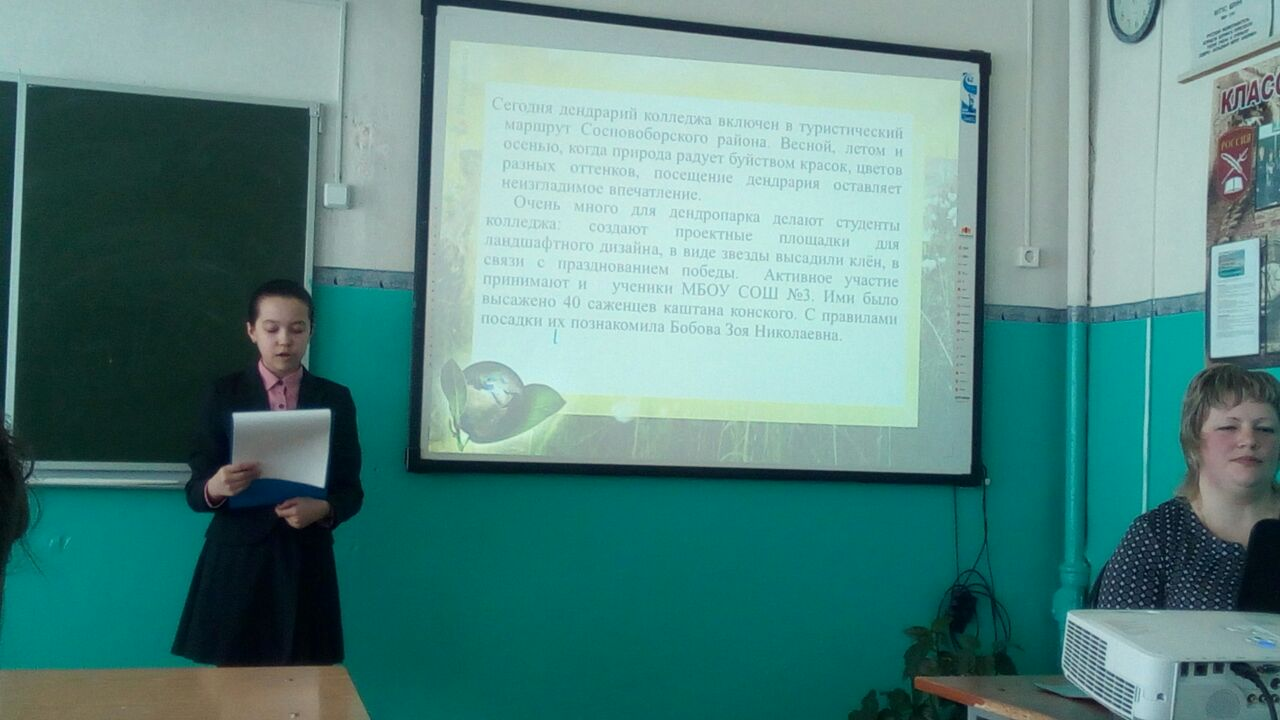 Сегодня дендрарий колледжа включен в туристический
маршрут Сосновоборского района. Весной, летом и
осенью, когда природа радует буйством красок, цветов
разных оттенков, посещение дендрария оставляет
неизгладимое впечатление.
Очень много для дендропарка делают студенты
колледжа: создают проектные площадки для
ландшафтного дизайна, в виде звезды высадили клён, в
связи с празднованием победы. Активное участие
принимают и ученики МБОУ СОШ №3. Ими было
высажено 40 саженцев каштана конского. С правилами
посадки их познакомила Бобова Зоя Николаевна.
РОССИЯ